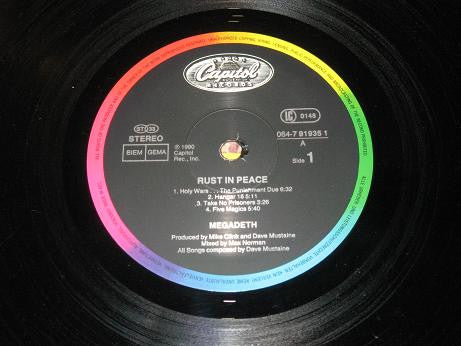 Capitol
RECORDS
ST 33
STEREO
BIEM GEMA
℗ 1990
Capitol
Rec., Inc.
LC 0148
064-7 91935 1
A
Side 1
RUST IN PEACE
1. Holy Wars . . . The Punishment Due 6:32
2. Hangar 18 5:11
3. Take No Prisoners 3:26
4. Five Magics 5:40
MEGADETH
Produced by Mike Clink and Dave Mustaine
Mixed by Max Norman
All Songs composed by Dave Mustaine